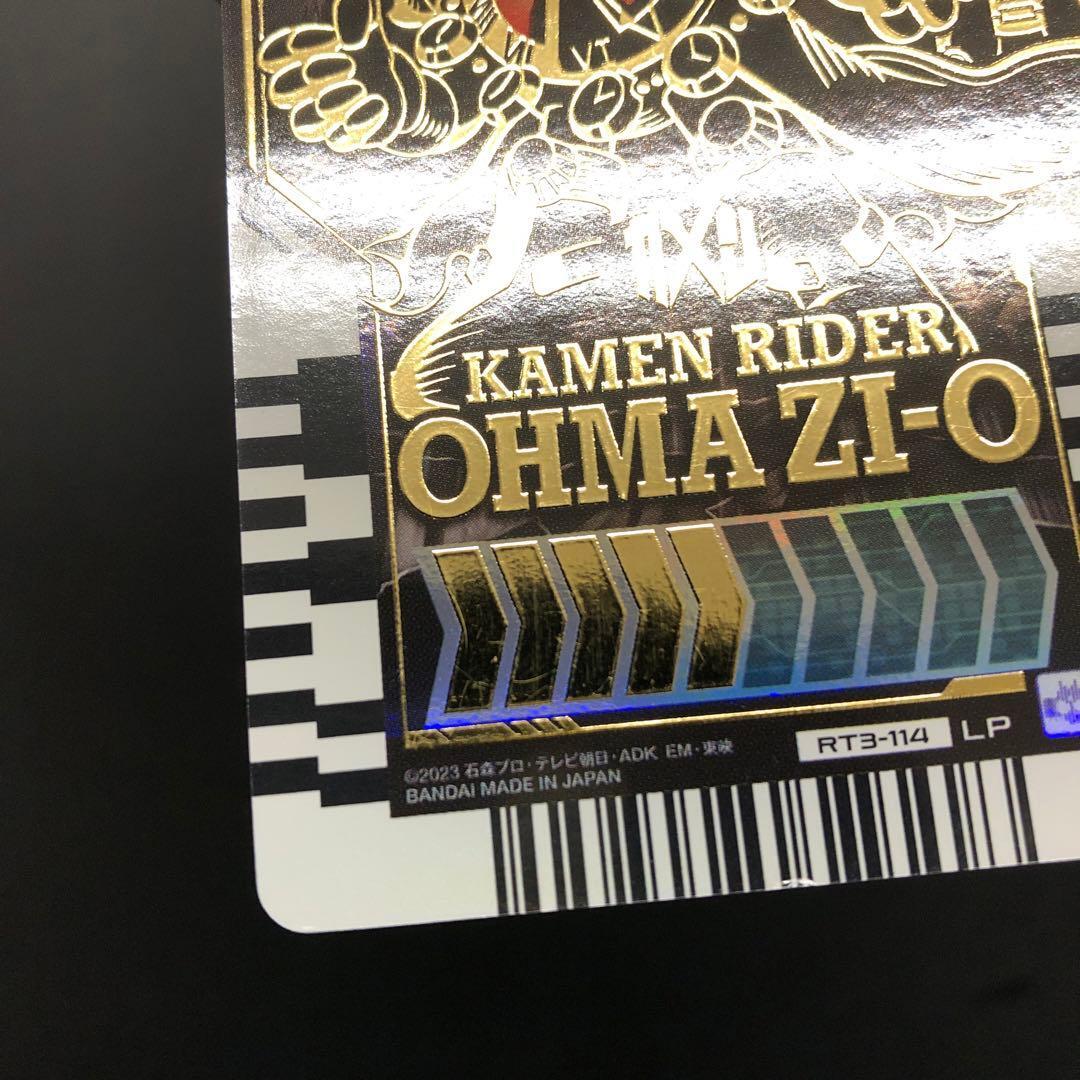 VI
KAMEN RIDER
OHMA ZI-O
RT3-114 LP
©2023 石森プロ・テレビ朝日・ADK EM・東映
BANDAI MADE IN JAPAN